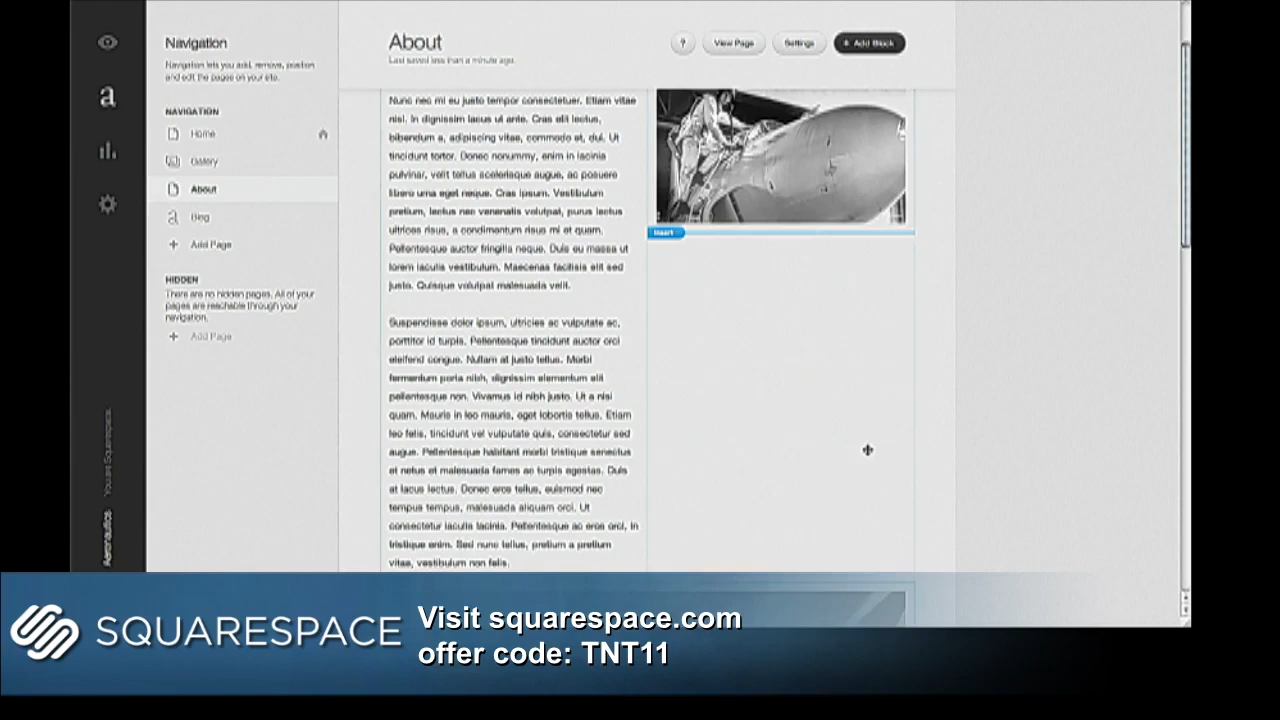 Navigation
Navigation lets you add, remove, position
and edit the pages on your site.
NAVIGATION
Home
Gallery
About
Blog
+ Add Page
HIDDEN
There are no hidden pages. All of your
pages are reachable through your
navigation.
+ Add Page
You are Squarespace.
Aeronautics
About
Last saved less than a minute ago.
?
View Page
Settings
+ Add Block
Nunc nec mi eu justo tempor consectetuer. Etiam vitae
nisl. In dignissim lacus ut ante. Cras elit lectus,
bibendum a, adipiscing vitae, commodo et, dui. Ut
tincidunt tortor. Donec nonummy, enim in lacinia
pulvinar, velit tellus scelerisque augue, ac posuere
libero urna eget neque. Cras ipsum. Vestibulum
pretium, lectus nec venenatis volutpat, purus lectus
ultrices risus, a condimentum risus mi et quam.
Pellentesque auctor fringilla neque. Duis eu massa ut
lorem iaculis vestibulum. Maecenas facilisis elit sed
justo. Quisque volutpat malesuada velit.
Insert
Suspendisse dolor ipsum, ultricies ac vulputate ac,
porttitor id turpis. Pellentesque tincidunt auctor orci
eleifend congue. Nullam at justo tellus. Morbi
fermentum porta nibh, dignissim elementum elit
pellentesque non. Vivamus id nibh justo. Ut a nisl
quam. Mauris in leo mauris, eget lobortis tellus. Etiam
leo felis, tincidunt vel vulputate quis, consectetur sed
augue. Pellentesque habitant morbi tristique senectus
et netus et malesuada fames ac turpis egestas. Duis
at lacus lectus. Donec eros tellus, euismod nec
tempus tempus, malesuada aliquam orci. Ut
consectetur iaculis lacinia. Pellentesque ac eros orci, in
tristique enim. Sed nunc tellus, pretium a pretium
vitae, vestibulum non felis.
SQUARESPACE
Visit squarespace.com
offer code: TNT11